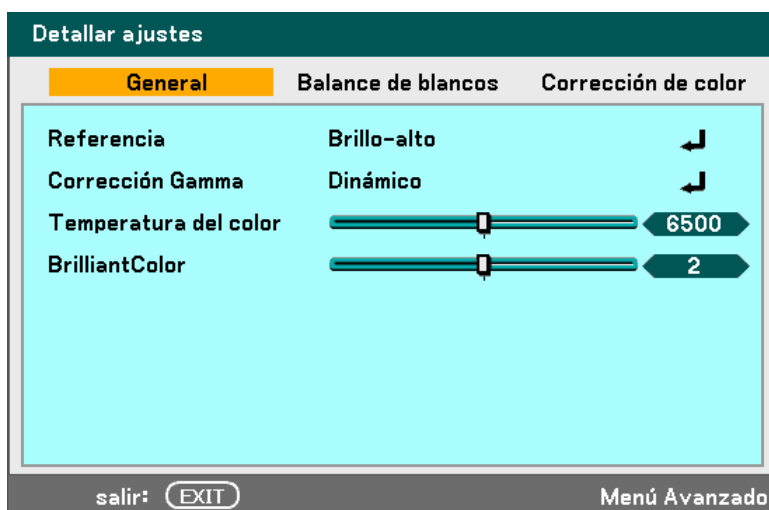 Detallar ajustes
General Balance de blancos Corrección de color
Referencia Brillo-alto
Corrección Gamma Dinámico
Temperatura del color 6500
BrilliantColor 2
salir: EXIT Menú Avanzado